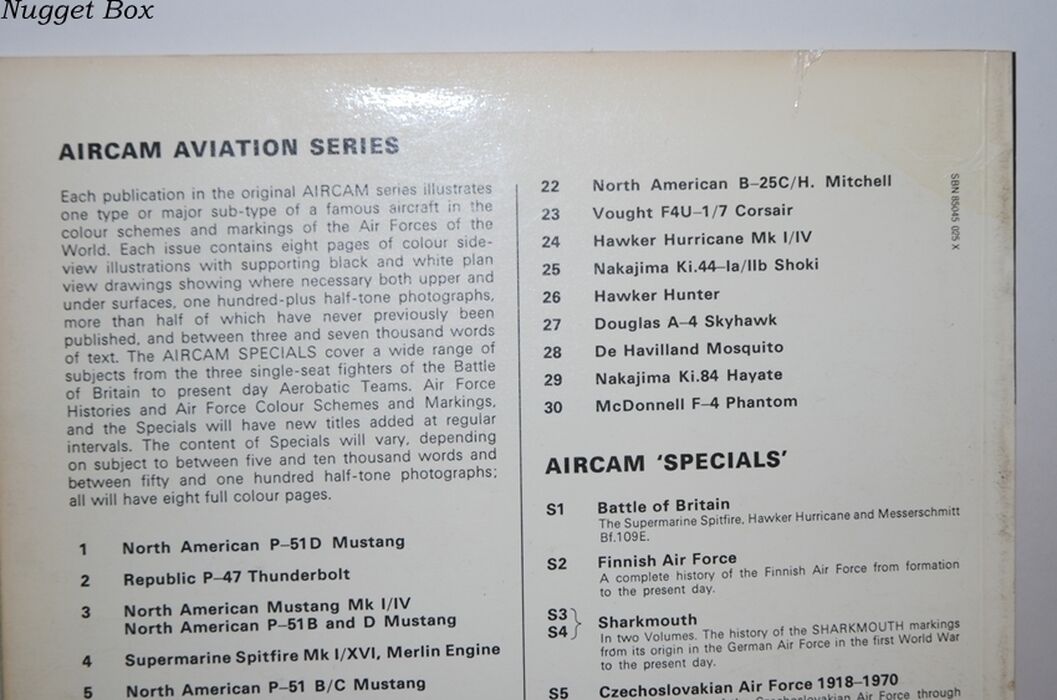 Nugget Box
AIRCAM AVIATION SERIES
Each publication in the original AIRCAM series illustrates
one type or major sub-type of a famous aircraft in the
colour schemes and markings of the Air Forces of the
World. Each issue contains eight pages of colour side-
view illustrations with supporting black and white plan
view drawings showing where necessary both upper and
under surfaces, one hundred-plus half-tone photographs,
more than half of which have never previously been
published, and between three and seven thousand words
of text. The AIRCAM SPECIALS cover a wide range of
subjects from the three single-seat fighters of the Battle
of Britain to present day Aerobatic Teams. Air Force
Histories and Air Force Colour Schemes and Markings,
and the Specials will have new titles added at regular
intervals. The content of Specials will vary, depending
on subject to between five and ten thousand words and
between fifty and one hundred half-tone photographs;
all will have eight full colour pages.
1 North American P–51D Mustang
2 Republic P–47 Thunderbolt
3 North American Mustang Mk I/IV
North American P–51B and D Mustang
4 Supermarine Spitfire Mk I/XVI, Merlin Engine
5 North American P–51 B/C Mustang
22 North American B–25C/H. Mitchell
23 Vought F4U–1/7 Corsair
24 Hawker Hurricane Mk I/IV
25 Nakajima Ki.44–Ia/IIb Shoki
26 Hawker Hunter
27 Douglas A–4 Skyhawk
28 De Havilland Mosquito
29 Nakajima Ki.84 Hayate
30 McDonnell F–4 Phantom
AIRCAM 'SPECIALS'
S1 Battle of Britain
The Supermarine Spitfire, Hawker Hurricane and Messerschmitt
Bf.109E.
S2 Finnish Air Force
A complete history of the Finnish Air Force from formation
to the present day.
S3
S4 Sharkmouth
In two Volumes. The history of the SHARKMOUTH markings
from its origin in the German Air Force in the first World War
to the present day.
S5 Czechoslovakian Air Force 1918–1970
of the Czechoslovakian Air Force through
SBN 85045 025 X